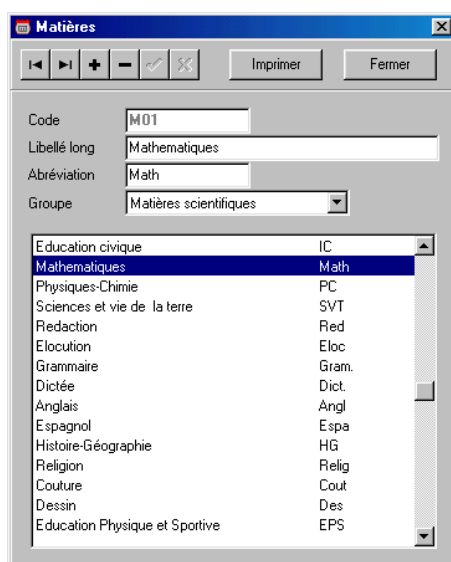 Matières
Imprimer Fermer
Code M01
Libellé long Mathematiques
Abréviation Math
Groupe Matières scientifiques
Education civique IC
Mathematiques Math
Physiques-Chimie PC
Sciences et vie de la terre SVT
Redaction Red
Elocution Eloc
Grammaire Gram.
Dictée Dict.
Anglais Angl
Espagnol Espa
Histoire-Géographie HG
Religion Relig
Couture Cout
Dessin Des
Education Physique et Sportive EPS